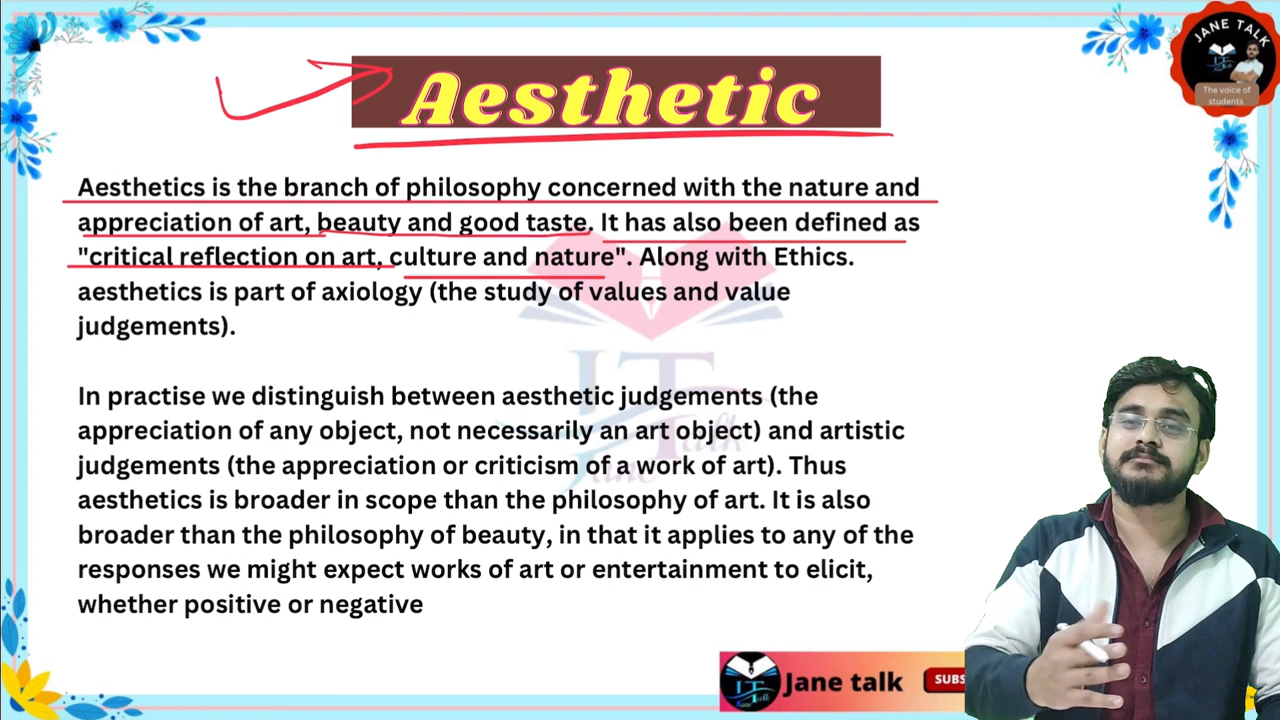 JANE TALK
The voice of
students
Aesthetic
Aesthetics is the branch of philosophy concerned with the nature and
appreciation of art, beauty and good taste. It has also been defined as
"critical reflection on art, culture and nature". Along with Ethics.
aesthetics is part of axiology (the study of values and value
judgements).
In practise we distinguish between aesthetic judgements (the
appreciation of any object, not necessarily an art object) and artistic
judgements (the appreciation or criticism of a work of art). Thus
aesthetics is broader in scope than the philosophy of art. It is also
broader than the philosophy of beauty, in that it applies to any of the
responses we might expect works of art or entertainment to elicit,
whether positive or negative
Jane talk
SUBS